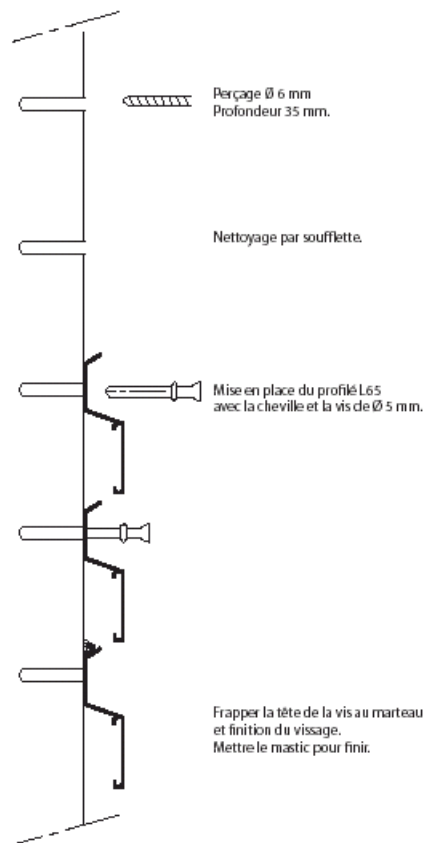 Perçage Ø 6 mm
Profondeur 35 mm.
Nettoyage par soufflette.
Mise en place du profilé L65
avec la cheville et la vis de Ø 5 mm.
Frapper la tête de la vis au marteau
et finition du vissage.
Mettre le mastic pour finir.